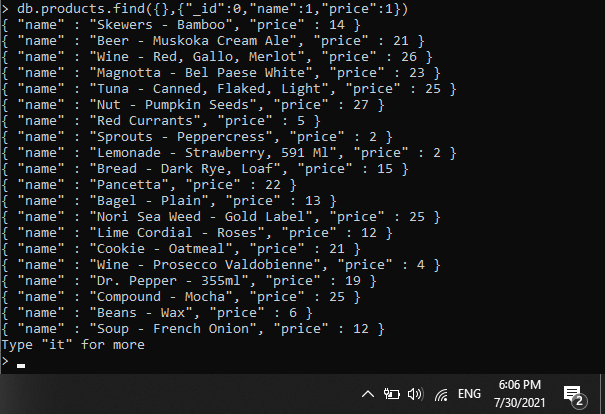 > db.products.find({},{"_id":0,"name":1,"price":1})
{ "name" : "Skewers - Bamboo", "price" : 14 }
{ "name" : "Beer - Muskoka Cream Ale", "price" : 21 }
{ "name" : "Wine - Red, Gallo, Merlot", "price" : 26 }
{ "name" : "Magnotta - Bel Paese White", "price" : 23 }
{ "name" : "Tuna - Canned, Flaked, Light", "price" : 25 }
{ "name" : "Nut - Pumpkin Seeds", "price" : 27 }
{ "name" : "Red Currants", "price" : 5 }
{ "name" : "Sprouts - Peppercress", "price" : 2 }
{ "name" : "Lemonade - Strawberry, 591 Ml", "price" : 2 }
{ "name" : "Bread - Dark Rye, Loaf", "price" : 15 }
{ "name" : "Pancetta", "price" : 22 }
{ "name" : "Bagel - Plain", "price" : 13 }
{ "name" : "Nori Sea Weed - Gold Label", "price" : 25 }
{ "name" : "Lime Cordial - Roses", "price" : 12 }
{ "name" : "Cookie - Oatmeal", "price" : 21 }
{ "name" : "Wine - Prosecco Valdobienne", "price" : 4 }
{ "name" : "Dr. Pepper - 355ml", "price" : 19 }
{ "name" : "Compound - Mocha", "price" : 25 }
{ "name" : "Beans - Wax", "price" : 6 }
{ "name" : "Soup - French Onion", "price" : 12 }
Type "it" for more
>
ENG
6:06 PM
7/30/2021
2